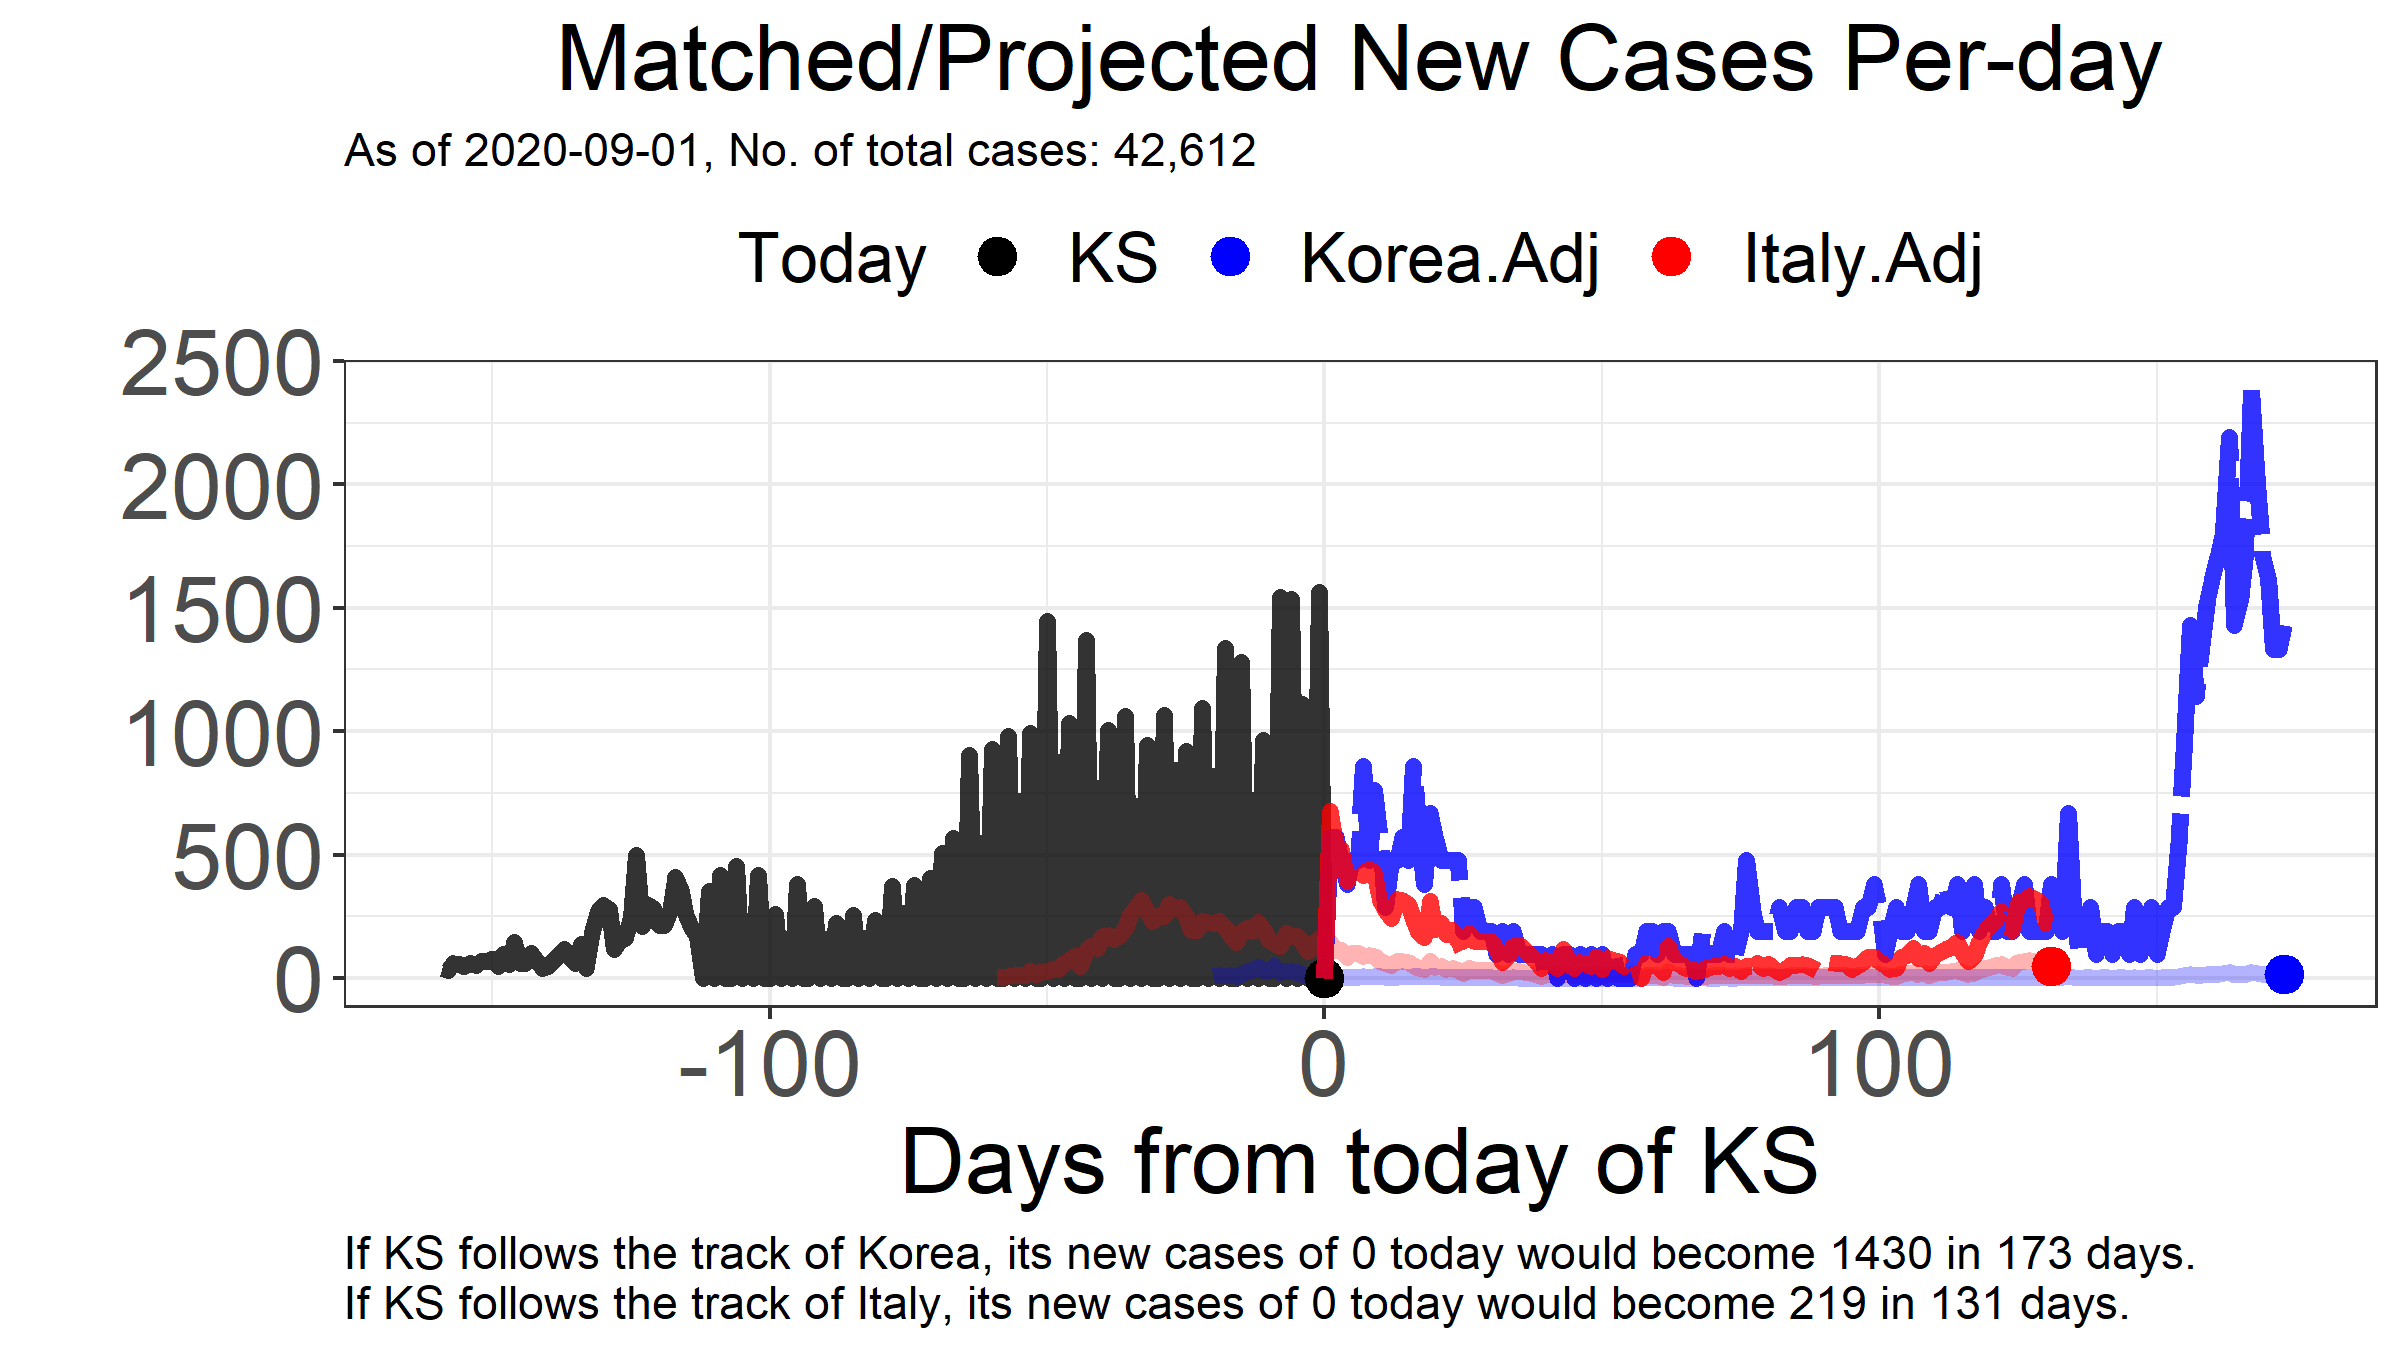 Matched/Projected New Cases Per-day
As of 2020-09-01, No. of total cases: 42,612
Today KS Korea.Adj Italy.Adj
2500
2000
1500
1000
500
0
-100 0 100
Days from today of KS
If KS follows the track of Korea, its new cases of 0 today would become 1430 in 173 days.
If KS follows the track of Italy, its new cases of 0 today would become 219 in 131 days.